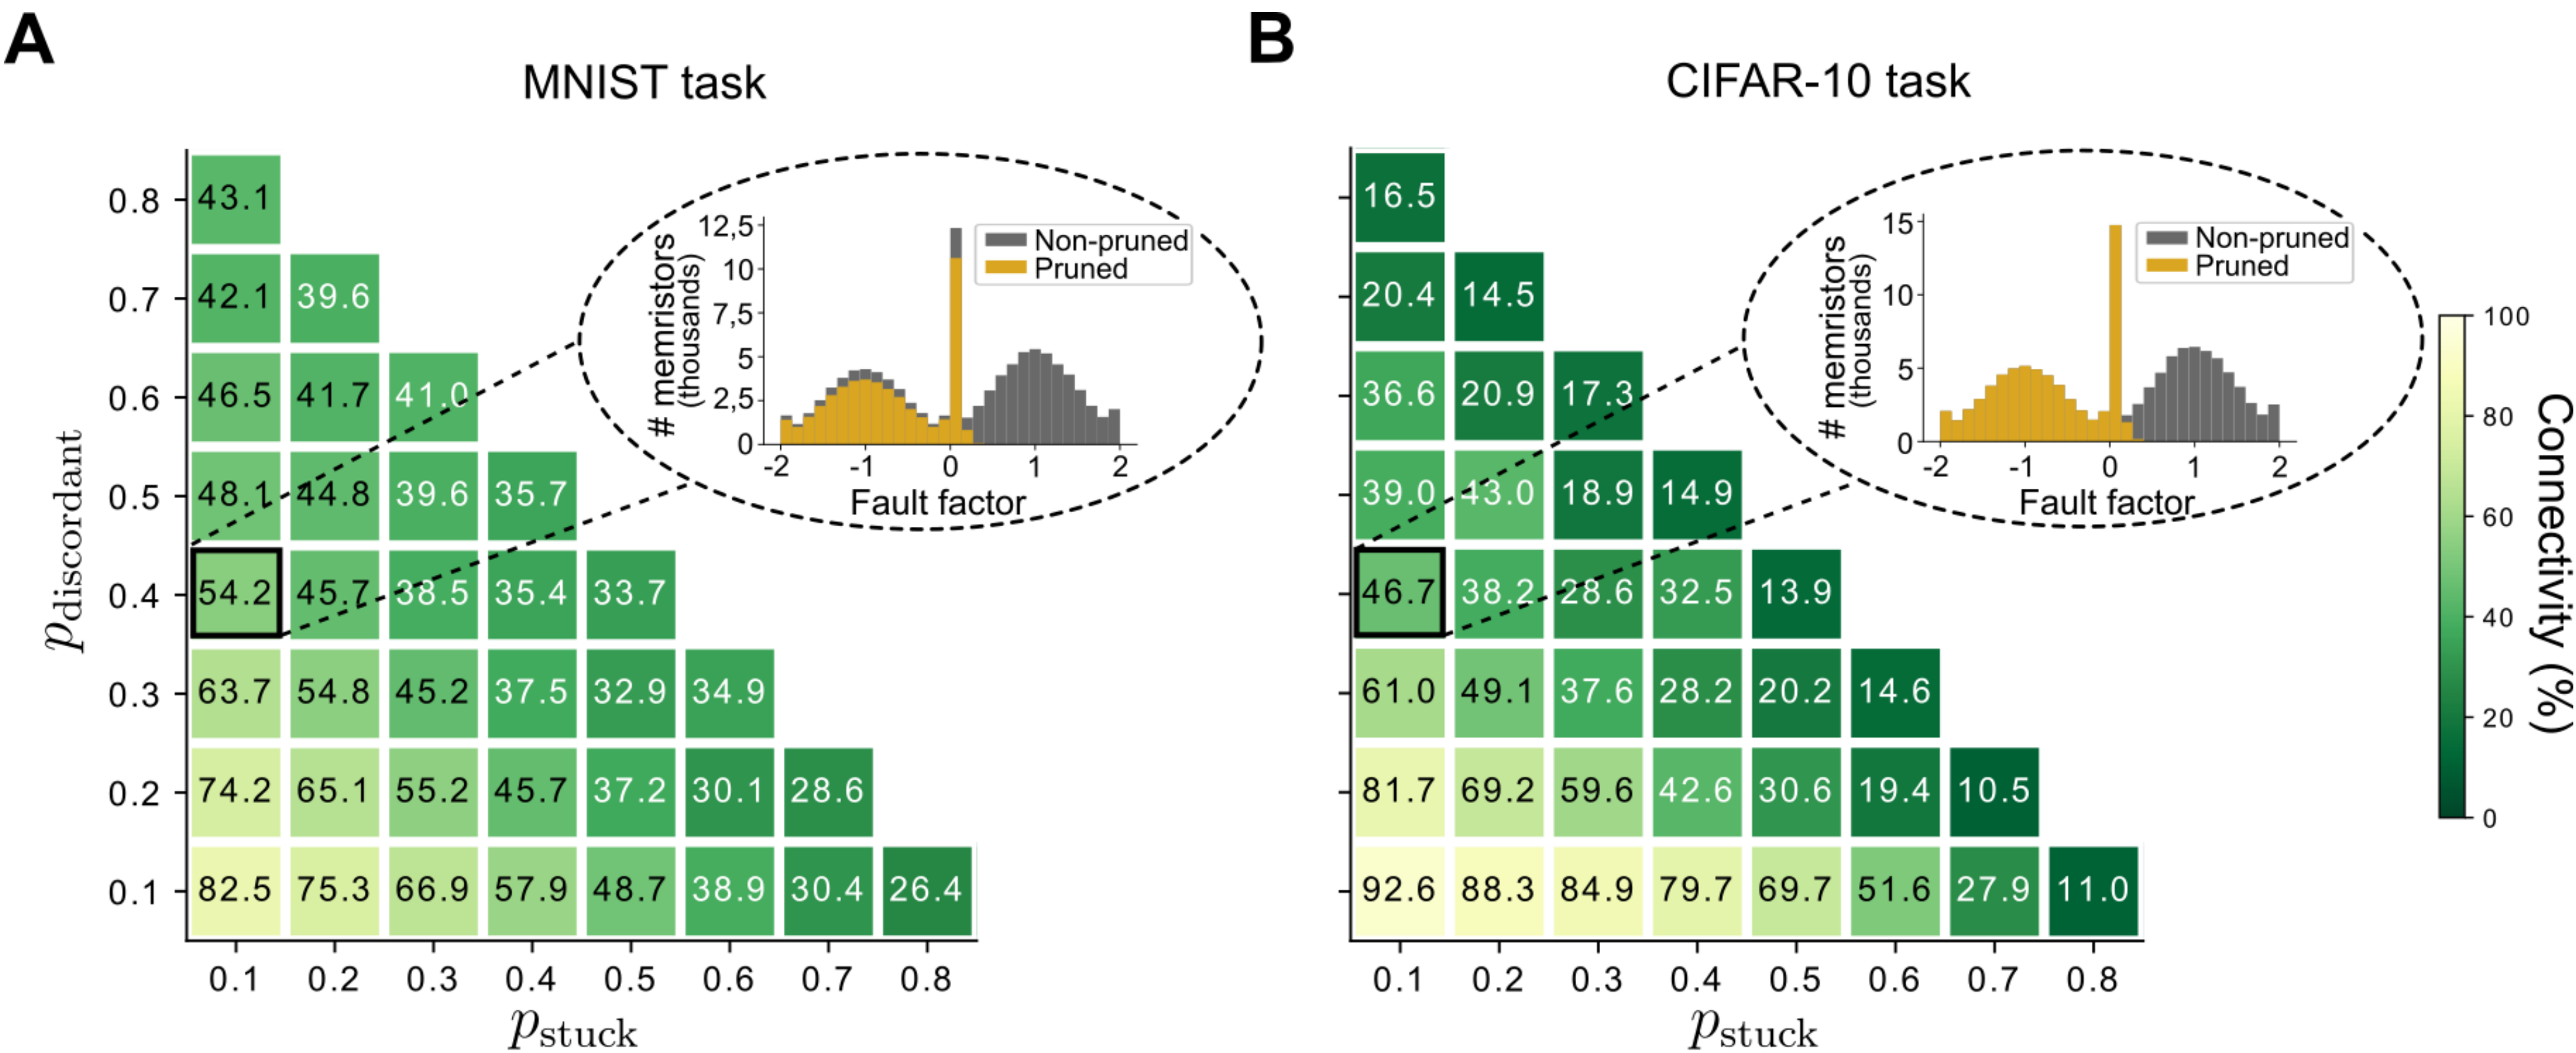 A
MNIST task
0.8
0.7
0.6
0.5
0.4
0.3
0.2
0.1
p discordant
43.1
42.1 39.6
46.5 41.7 41.0
48.1 44.8 39.6 35.7
54.2 45.7 38.5 35.4 33.7
63.7 54.8 45.2 37.5 32.9 34.9
74.2 65.1 55.2 45.7 37.2 30.1 28.6
82.5 75.3 66.9 57.9 48.7 38.9 30.4 26.4
0.1 0.2 0.3 0.4 0.5 0.6 0.7 0.8
p stuck
# memristors
(thousands)
12,5
10
7,5
5
2,5
0
Non-pruned
Pruned
-2 -1 0 1 2
Fault factor
B
CIFAR-10 task
16.5
20.4 14.5
36.6 20.9 17.3
39.0 43.0 18.9 14.9
46.7 38.2 28.6 32.5 13.9
61.0 49.1 37.6 28.2 20.2 14.6
81.7 69.2 59.6 42.6 30.6 19.4 10.5
92.6 88.3 84.9 79.7 69.7 51.6 27.9 11.0
0.1 0.2 0.3 0.4 0.5 0.6 0.7 0.8
p stuck
# memristors
(thousands)
15
10
5
0
Non-pruned
Pruned
-2 -1 0 1 2
Fault factor
100
80
60
40
20
0
Connectivity (%)